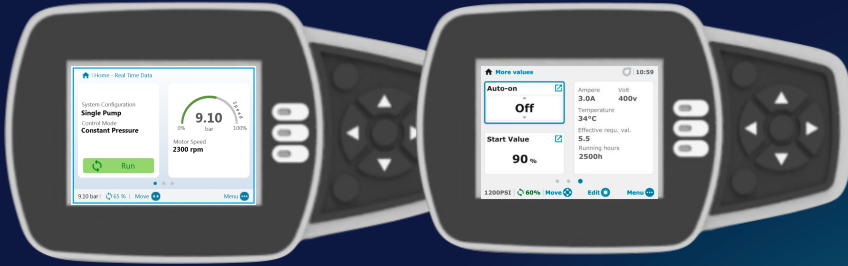 Home - Real Time Data
System Configuration
Single Pump
Control Mode
Constant Pressure
Run
Speed
0%
9.10
bar
100%
Motor Speed
2300 rpm
9.10 bar
65 %
Move
Menu
More values
10:59
Auto-on
Off
Start Value
90 %
Ampere Volt
3.0A 400v
Temperature
34°C
Effective requ. val.
5.5
Running hours
2500h
1200PSI
60%
Move
Edit
Menu